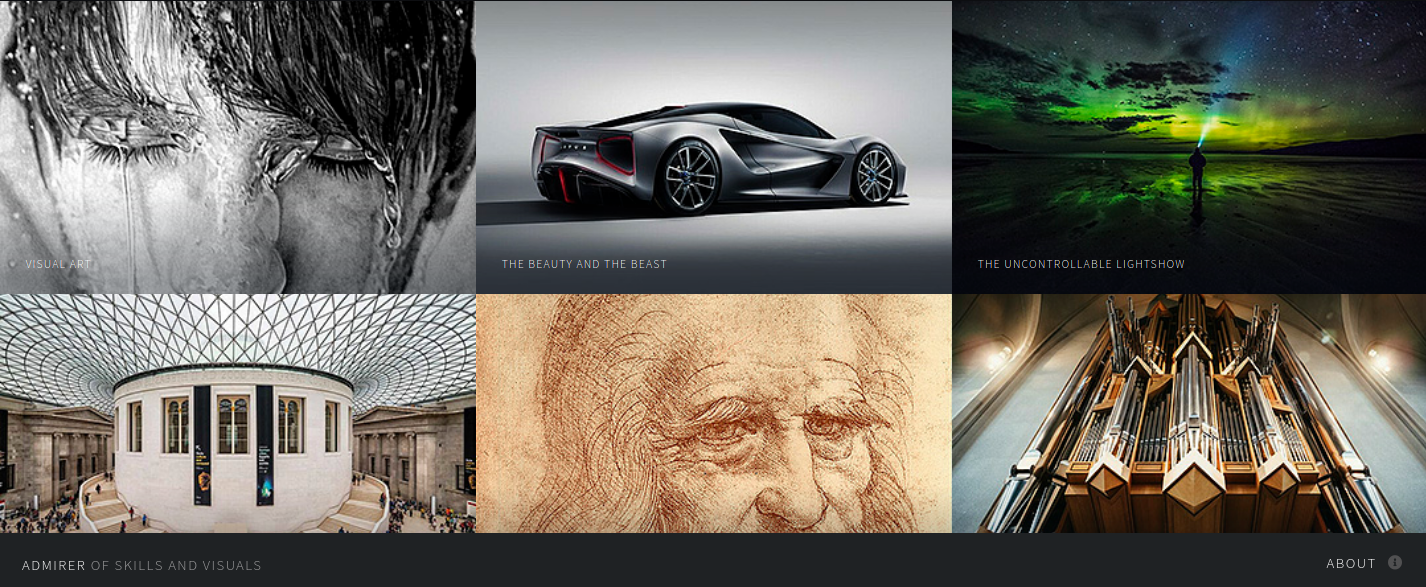 VISUAL ART
THE BEAUTY AND THE BEAST
THE UNCONTROLLABLE LIGHTSHOW
ADMIRER OF SKILLS AND VISUALS
ABOUT